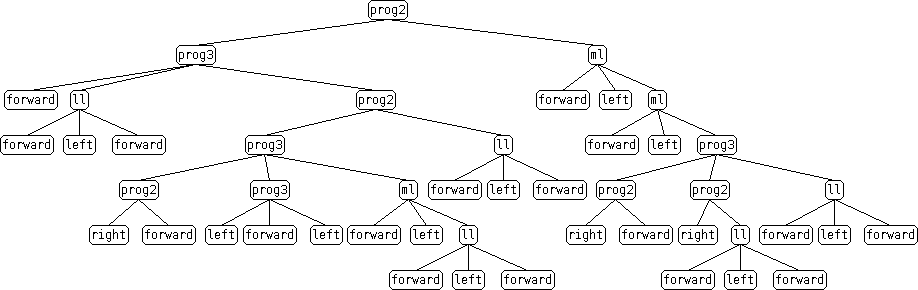 prog2
prog3 ml
forward ll prog2 forward left ml
forward left forward prog3 ll forward left prog3
prog2 prog3 ml forward left forward prog2 prog2 ll
right forward left forward left forward left ll right forward right ll forward left forward
forward left forward forward left forward